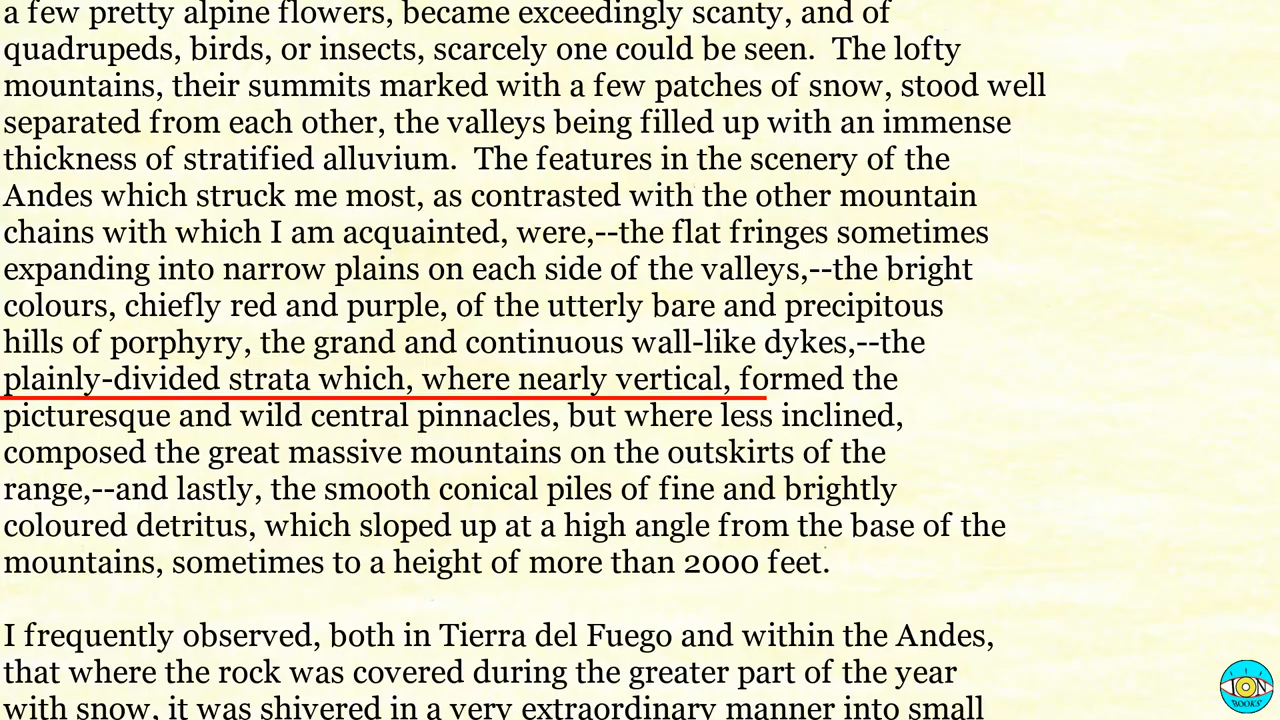 a few pretty alpine flowers, became exceedingly scanty, and of
quadrupeds, birds, or insects, scarcely one could be seen.  The lofty
mountains, their summits marked with a few patches of snow, stood well
separated from each other, the valleys being filled up with an immense
thickness of stratified alluvium.  The features in the scenery of the
Andes which struck me most, as contrasted with the other mountain
chains with which I am acquainted, were,--the flat fringes sometimes
expanding into narrow plains on each side of the valleys,--the bright
colours, chiefly red and purple, of the utterly bare and precipitous
hills of porphyry, the grand and continuous wall-like dykes,--the
plainly-divided strata which, where nearly vertical, formed the
picturesque and wild central pinnacles, but where less inclined,
composed the great massive mountains on the outskirts of the
range,--and lastly, the smooth conical piles of fine and brightly
coloured detritus, which sloped up at a high angle from the base of the
mountains, sometimes to a height of more than 2000 feet.
I frequently observed, both in Tierra del Fuego and within the Andes,
that where the rock was covered during the greater part of the year
with snow, it was shivered in a very extraordinary manner into small
ION
BOOKS